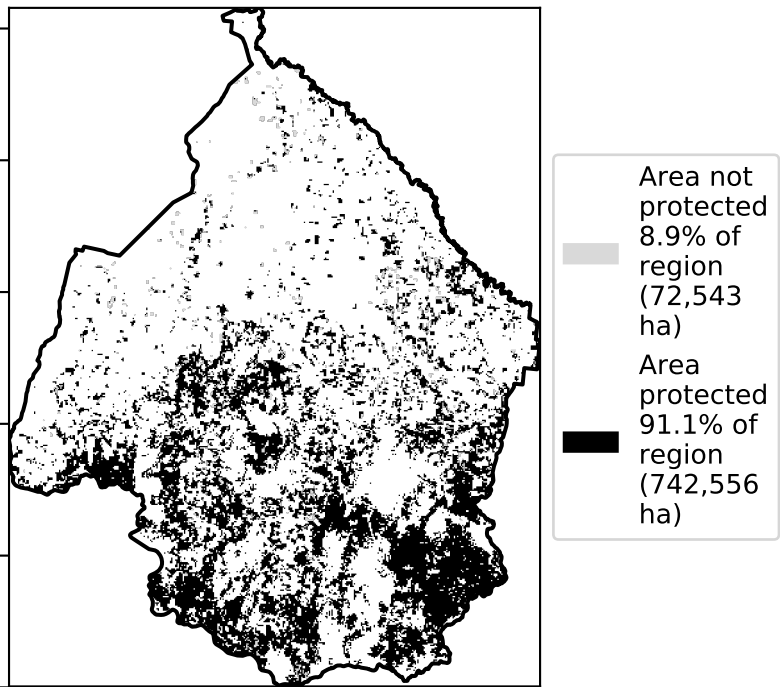 Area not
protected
8.9% of
region
(72,543
ha)
Area
protected
91.1% of
region
(742,556
ha)